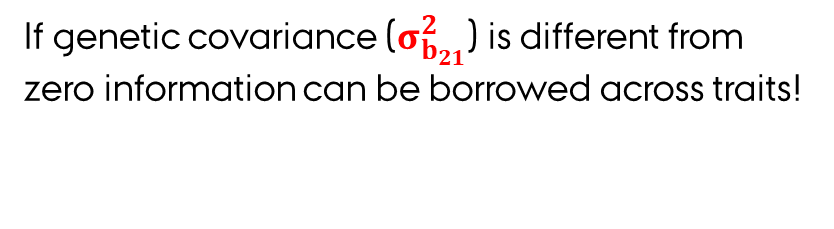 If genetic covariance (σ²b₂₁) is different from
zero information can be borrowed across traits!